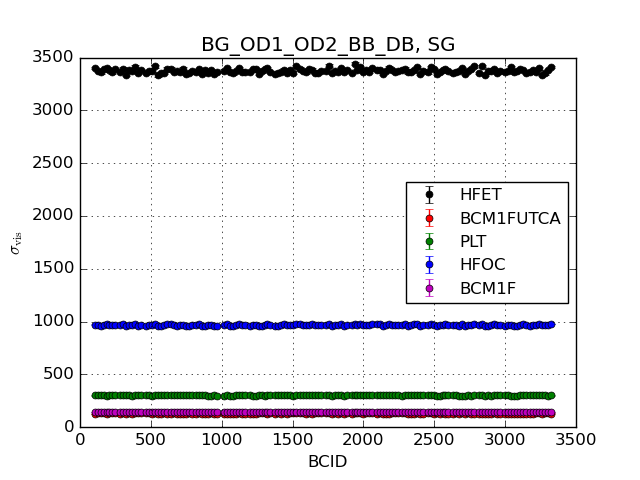 BG_OD1_OD2_BB_DB, SG
3500
3000
2500
2000
1500
1000
500
0
σvis
HFET
BCM1FUTCA
PLT
HFOC
BCM1F
0 500 1000 1500 2000 2500 3000 3500
BCID